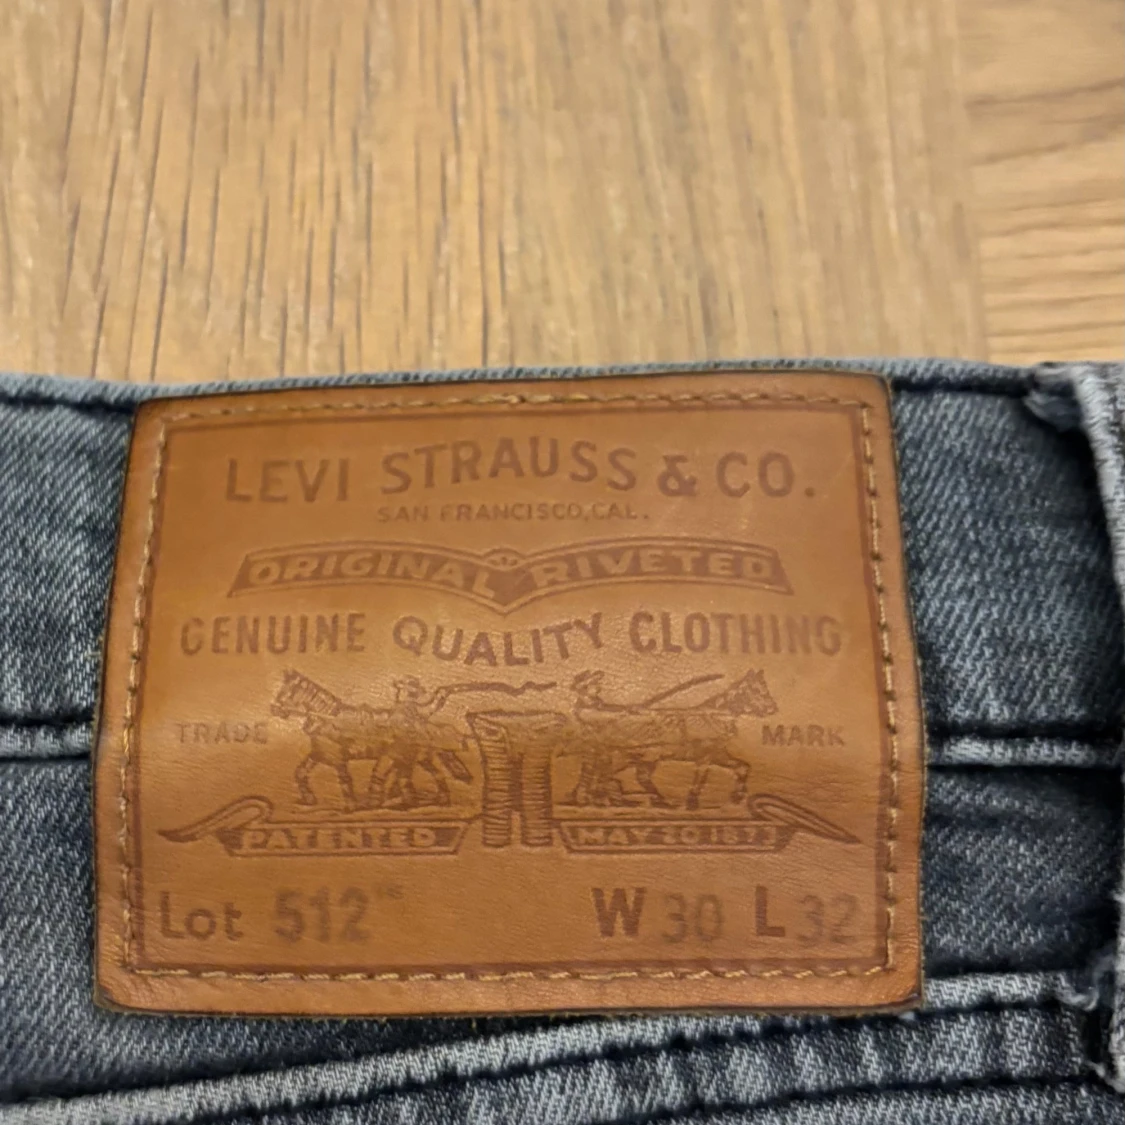 LEVI STRAUSS & CO.
SAN FRANCISCO, CAL.
ORIGINAL RIVETED
GENUINE QUALITY CLOTHING
TRADE MARK
PATENTED MAY 20 1873
Lot 512™ W 30 L 32